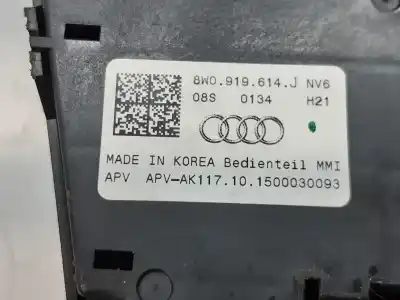 8W0.919.614.J NV6
08S 0134 H21
MADE IN KOREA Bedienteil MMI
APV APV-AK117.10.1500030093